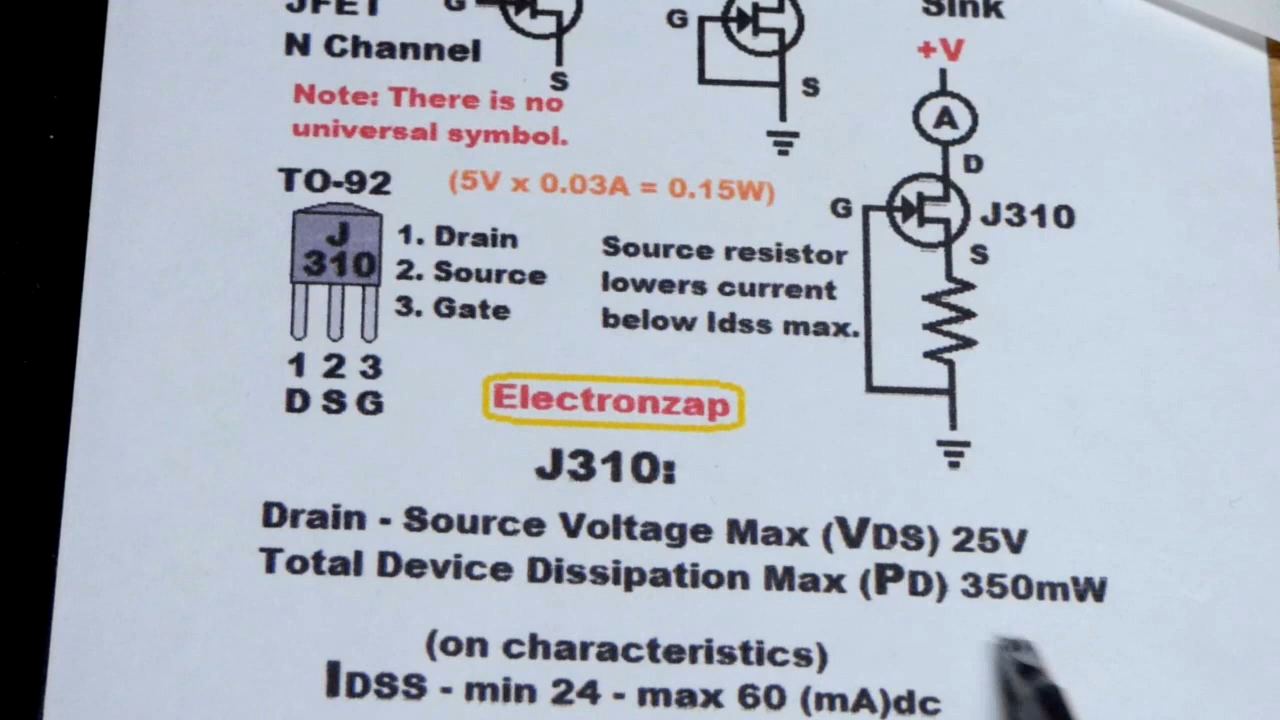 JFET G
N Channel
S
Note: There is no
universal symbol.
G
S
Sink
+V
A
D
G
J310
S
TO-92
(5V x 0.03A = 0.15W)
J
310
1. Drain
2. Source
3. Gate
1 2 3
D S G
Source resistor
lowers current
below Idss max.
Electronzap
J310:
Drain - Source Voltage Max (VDS) 25V
Total Device Dissipation Max (PD) 350mW
(on characteristics)
IDSS - min 24 - max 60 (mA)dc